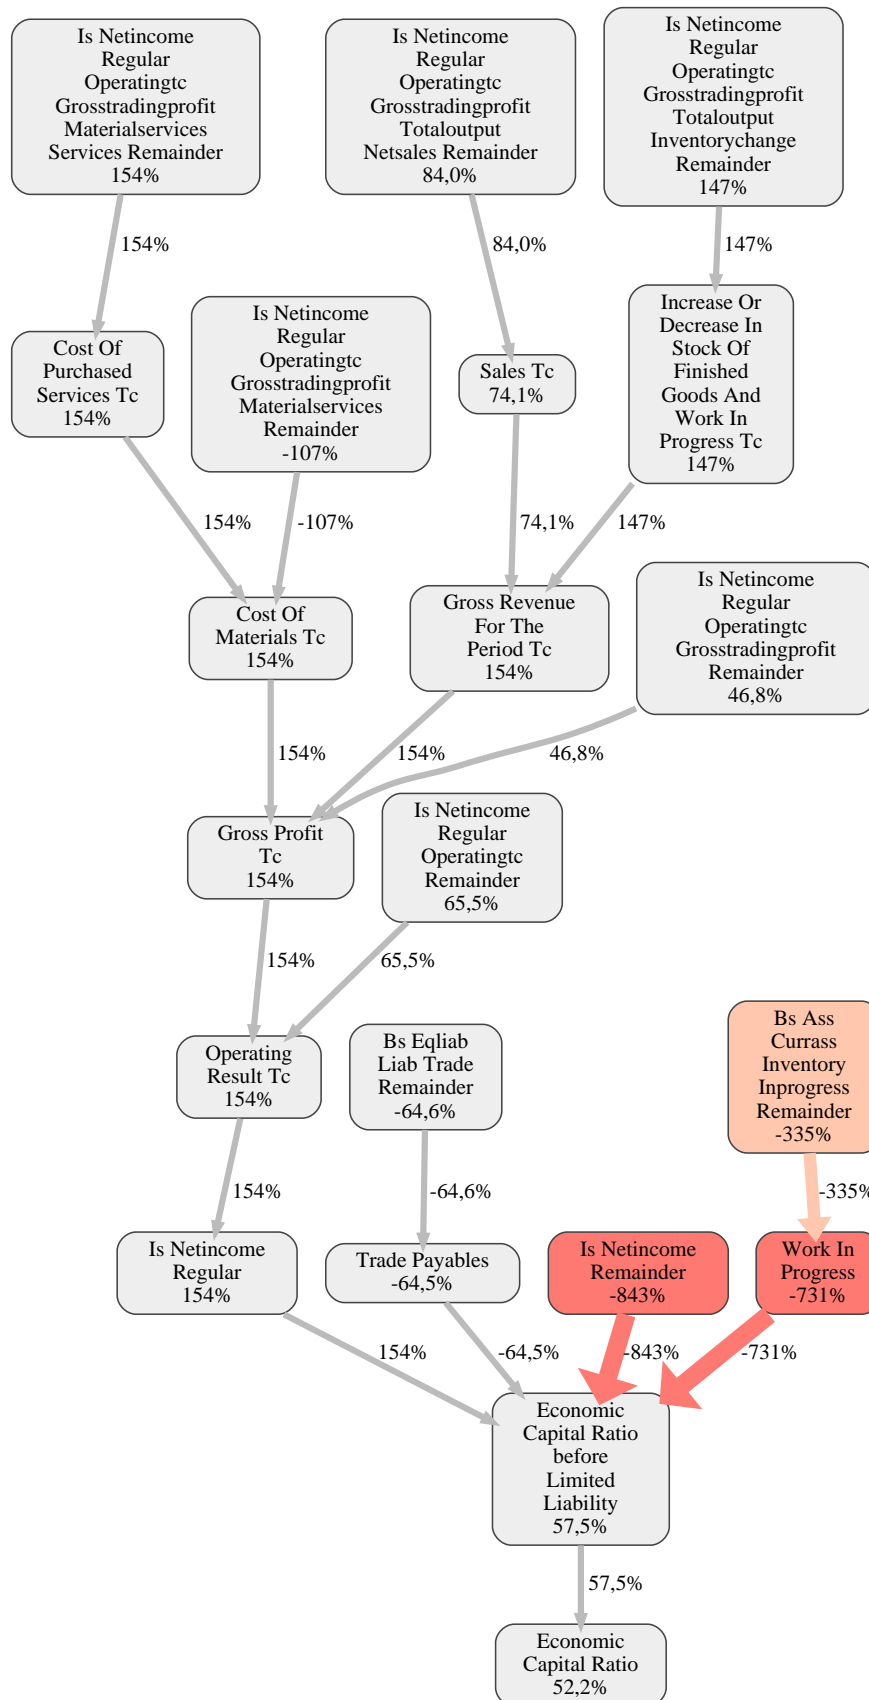 Is Netincome
Regular
Operatingtc
Grosstradingprofit
Materialservices
Services Remainder
154%
Is Netincome
Regular
Operatingtc
Grosstradingprofit
Totaloutput
Netsales Remainder
84,0%
Is Netincome
Regular
Operatingtc
Grosstradingprofit
Totaloutput
Inventorychange
Remainder
147%
154%
84,0%
147%
Cost Of
Purchased
Services Tc
154%
Is Netincome
Regular
Operatingtc
Grosstradingprofit
Materialservices
Remainder
-107%
Sales Tc
74,1%
Increase Or
Decrease In
Stock Of
Finished
Goods And
Work In
Progress Tc
147%
154%
-107%
74,1%
147%
Cost Of
Materials Tc
154%
Gross Revenue
For The
Period Tc
154%
Is Netincome
Regular
Operatingtc
Grosstradingprofit
Remainder
46,8%
154%
154%
46,8%
Gross Profit
Tc
154%
Is Netincome
Regular
Operatingtc
Remainder
65,5%
154%
65,5%
Operating
Result Tc
154%
Bs Eqliab
Liab Trade
Remainder
-64,6%
Bs Ass
Currass
Inventory
Inprogress
Remainder
-335%
154%
-64,6%
-335%
Is Netincome
Regular
154%
Trade Payables
-64,5%
Is Netincome
Remainder
-843%
Work In
Progress
-731%
154%
-64,5%
-843%
-731%
Economic
Capital Ratio
before
Limited
Liability
57,5%
57,5%
Economic
Capital Ratio
52,2%